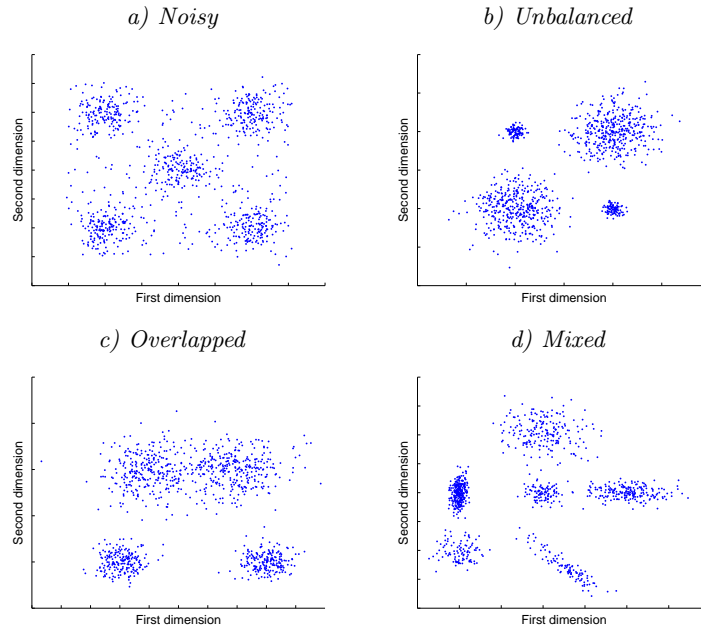 a) Noisy
b) Unbalanced
Second dimension
First dimension
Second dimension
First dimension
c) Overlapped
d) Mixed
Second dimension
First dimension
Second dimension
First dimension